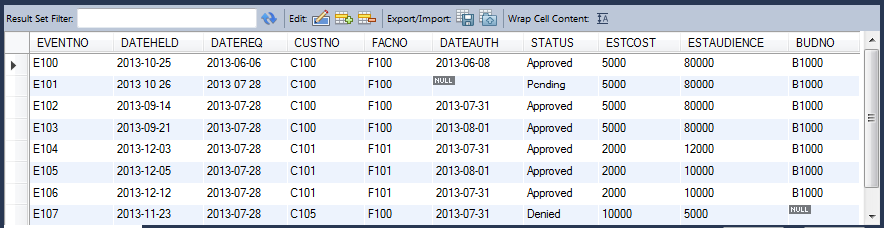 Result Set Filter: Edit: Export/Import: Wrap Cell Content: IA
EVENTNO DATEHELD DATEREQ CUSTNO FACNO DATEAUTH STATUS ESTCOST ESTAUDIENCE BUDNO
E100 2013-10-25 2013-06-06 C100 F100 2013-06-08 Approved 5000 80000 B1000
E101 2013 10 26 2013 07 28 C100 F100 NULL Pending 5000 80000 B1000
E102 2013-09-14 2013-07-28 C100 F100 2013-07-31 Approved 5000 80000 B1000
E103 2013-09-21 2013-07-28 C100 F100 2013-08-01 Approved 5000 80000 B1000
E104 2013-12-03 2013-07-28 C101 F101 2013-07-31 Approved 2000 12000 B1000
E105 2013-12-05 2013-07-28 C101 F101 2013-08-01 Approved 2000 10000 B1000
E106 2013-12-12 2013-07-28 C101 F101 2013-07-31 Approved 2000 10000 B1000
E107 2013-11-23 2013-07-28 C105 F100 2013-07-31 Denied 10000 5000 NULL